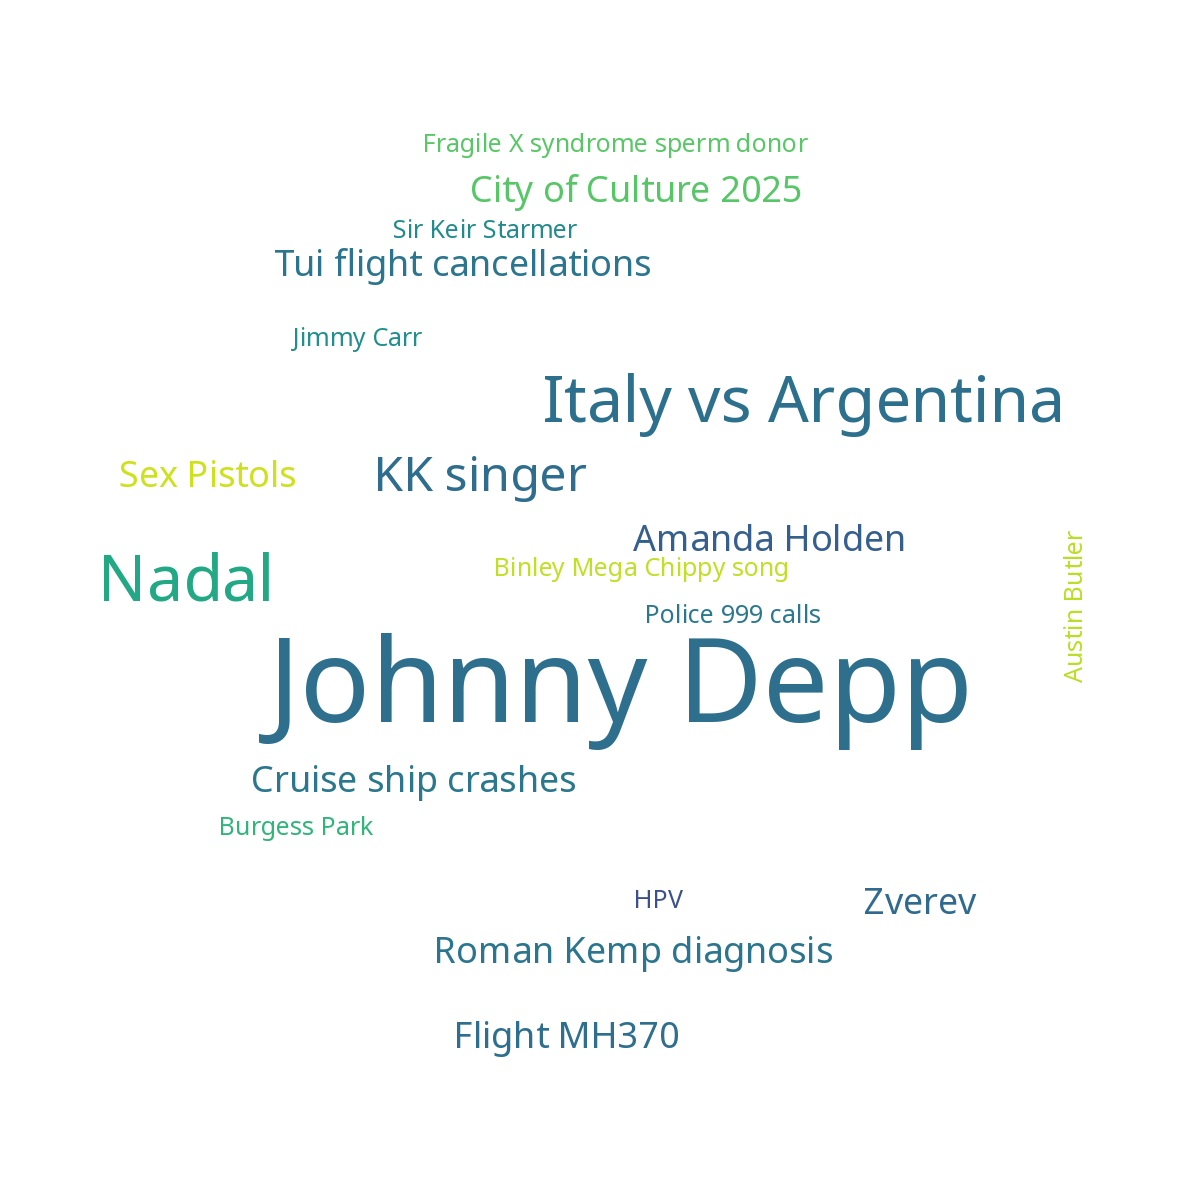 Fragile X syndrome sperm donor
City of Culture 2025
Sir Keir Starmer
Tui flight cancellations
Jimmy Carr
Italy vs Argentina
Sex Pistols
KK singer
Amanda Holden
Binley Mega Chippy song
Nadal
Austin Butler
Police 999 calls
Johnny Depp
Cruise ship crashes
Burgess Park
HPV
Zverev
Roman Kemp diagnosis
Flight MH370